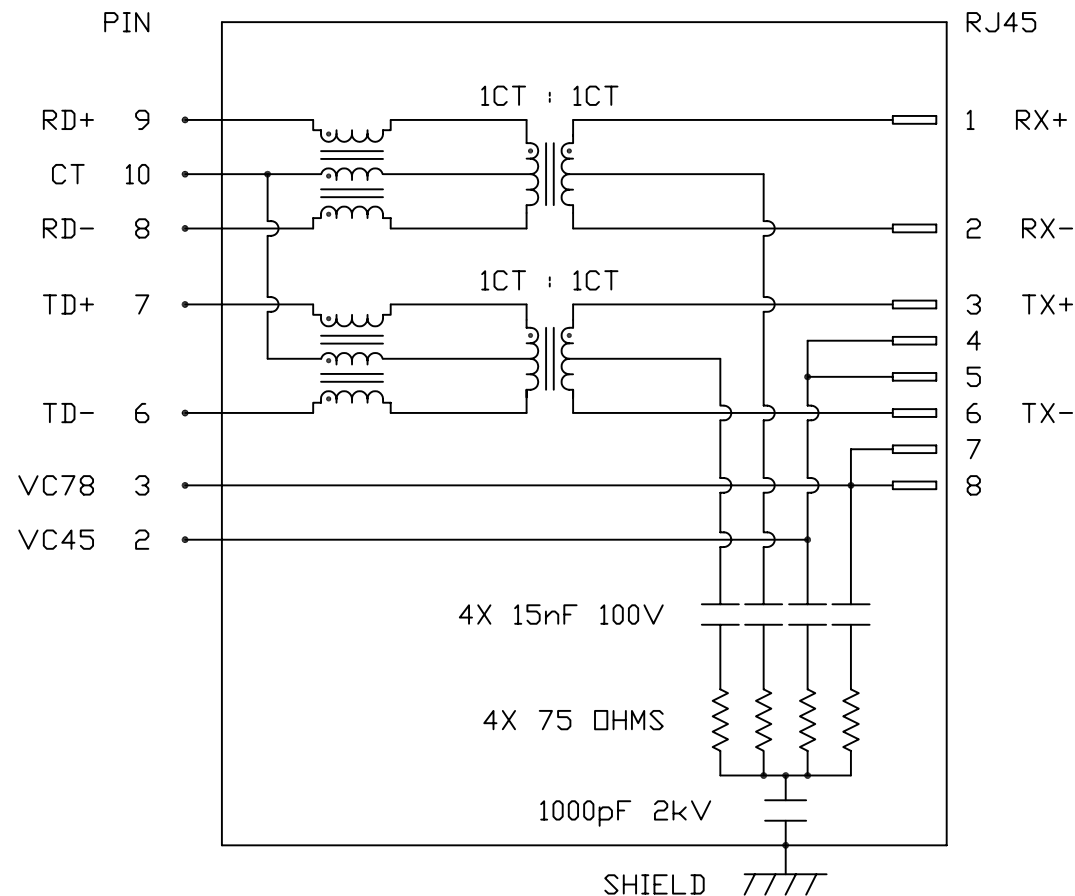 PIN RJ45
1CT : 1CT
RD+ 9 1 RX+
CT 10
RD- 8 2 RX-
1CT : 1CT
TD+ 7 3 TX+
4
5
TD- 6 6 TX-
7
VC78 3 8
VC45 2
4X 15nF 100V
4X 75 OHMS
1000pF 2kV
SHIELD